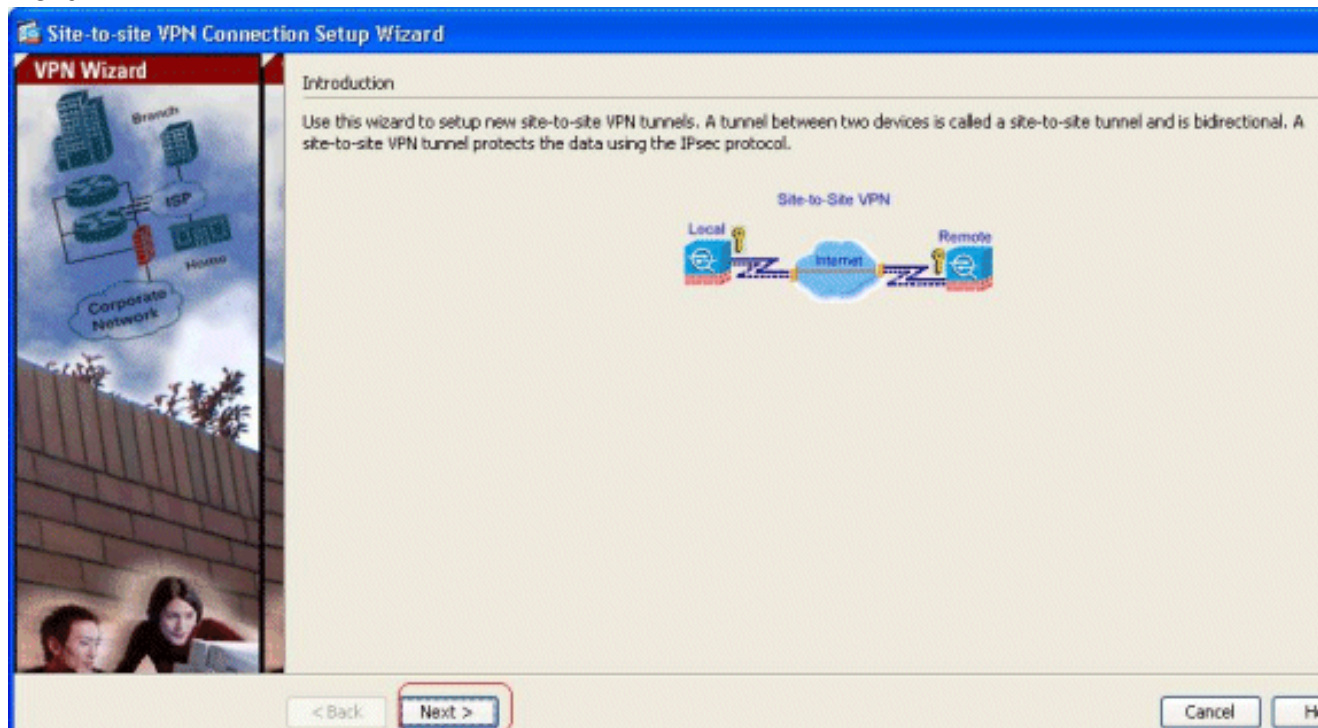 Site-to-site VPN Connection Setup Wizard
VPN Wizard
Branch
ISP
Home
Corporate
Network
Introduction
Use this wizard to setup new site-to-site VPN tunnels. A tunnel between two devices is called a site-to-site tunnel and is bidirectional. A
site-to-site VPN tunnel protects the data using the IPsec protocol.
Site-to-Site VPN
Local
Internet
Remote
< Back
Next >
Cancel